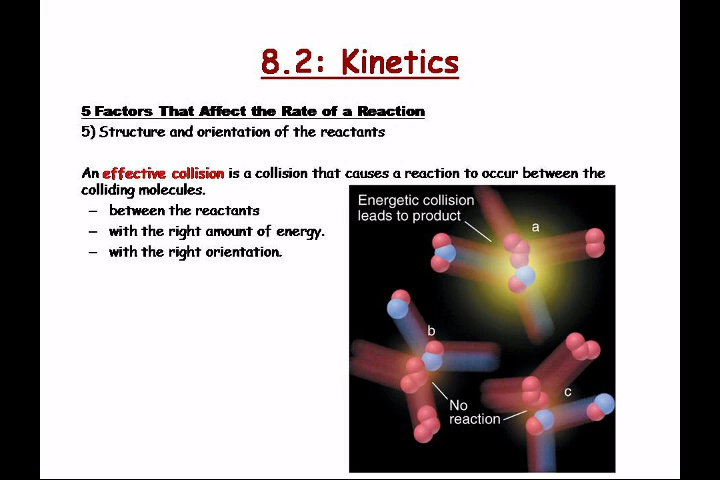 8.2: Kinetics
5 Factors That Affect the Rate of a Reaction
5) Structure and orientation of the reactants
An effective collision is a collision that causes a reaction to occur between the
colliding molecules.
– between the reactants
– with the right amount of energy.
– with the right orientation.
Energetic collision
leads to product
a
b
c
No
reaction